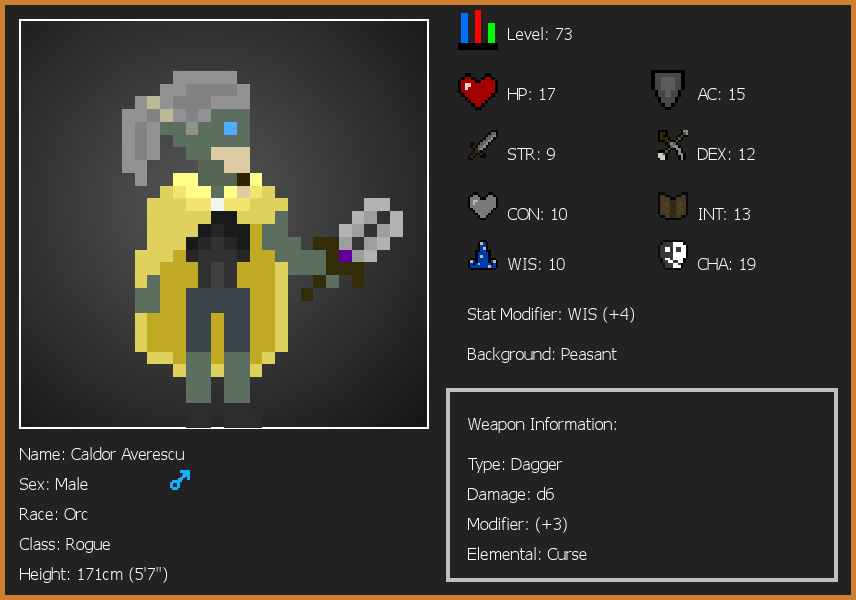 Level: 73
HP: 17
AC: 15
STR: 9
DEX: 12
CON: 10
INT: 13
WIS: 10
CHA: 19
Stat Modifier: WIS (+4)
Background: Peasant
Weapon Information:
Type: Dagger
Damage: d6
Modifier: (+3)
Elemental: Curse
Name: Caldor Averescu
Sex: Male
Race: Orc
Class: Rogue
Height: 171cm (5'7")